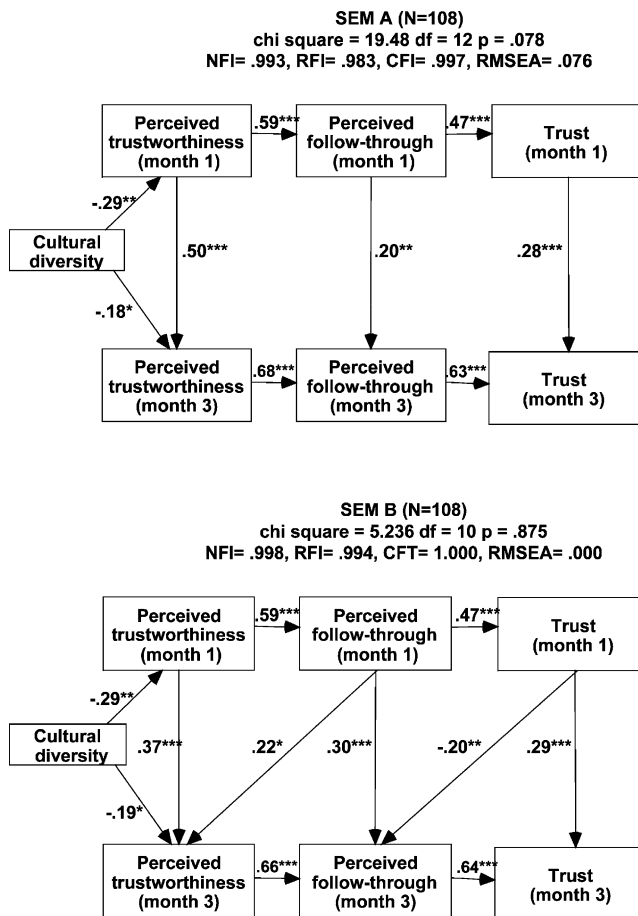 SEM A (N=108)
chi square = 19.48 df = 12 p = .078
NFI= .993, RFI= .983, CFI= .997, RMSEA= .076
Perceived
trustworthiness
(month 1)
.59***
Perceived
follow-through
(month 1)
.47***
Trust
(month 1)
-.29**
Cultural
diversity
.50***
.20**
.28***
-.18*
Perceived
trustworthiness
(month 3)
.68***
Perceived
follow-through
(month 3)
.63***
Trust
(month 3)
SEM B (N=108)
chi square = 5.236 df = 10 p = .875
NFI= .998, RFI= .994, CFT= 1.000, RMSEA= .000
Perceived
trustworthiness
(month 1)
.59***
Perceived
follow-through
(month 1)
.47***
Trust
(month 1)
-.29**
Cultural
diversity
.37***
.22*
.30***
-.20**
.29***
-.19*
Perceived
trustworthiness
(month 3)
.66***
Perceived
follow-through
(month 3)
.64***
Trust
(month 3)